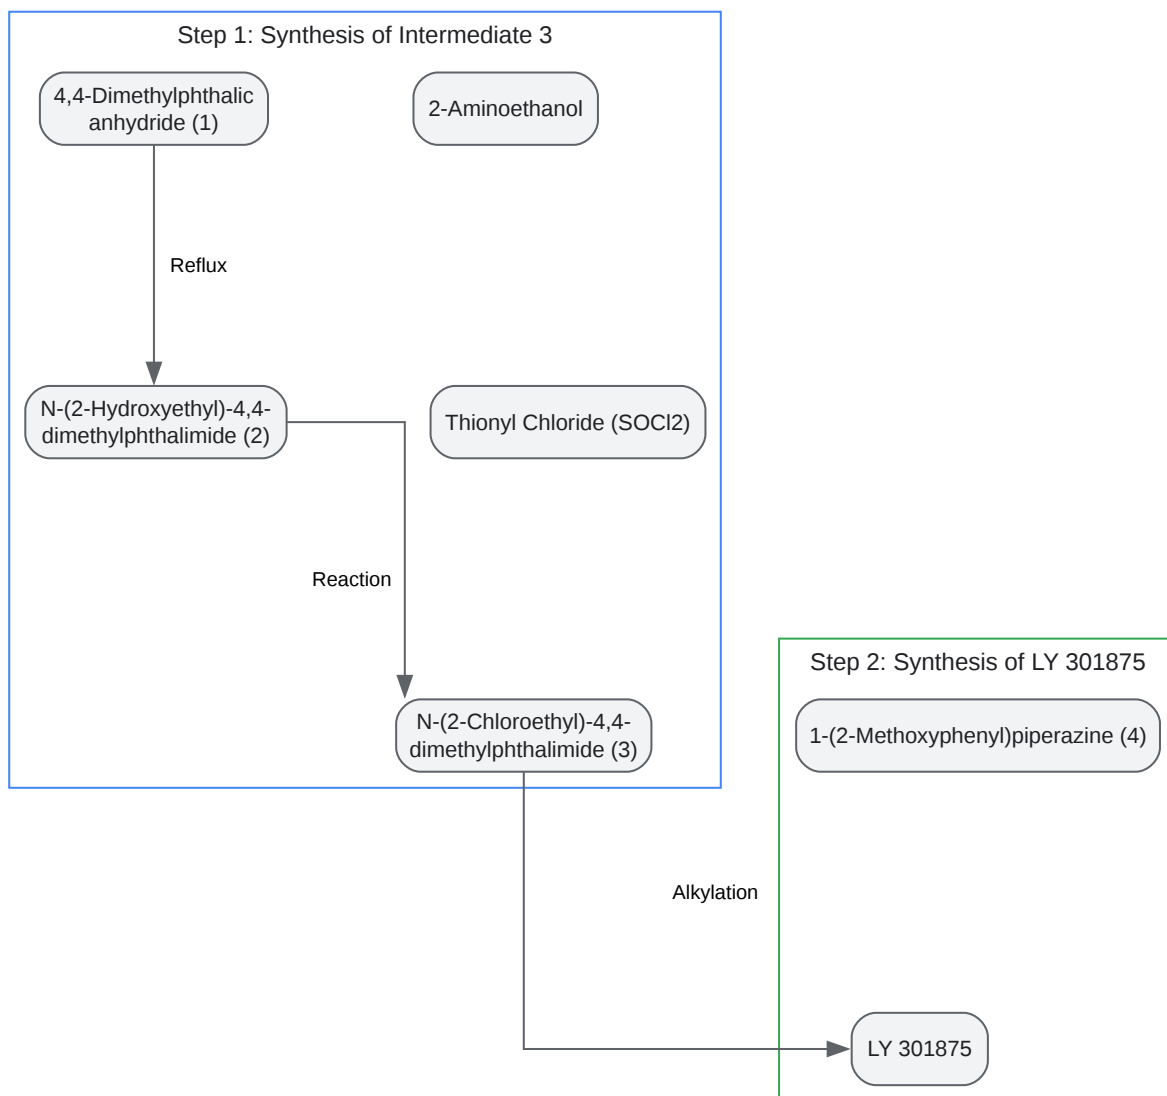 Step 1: Synthesis of Intermediate 3
4,4-Dimethylphthalic
anhydride (1)
2-Aminoethanol
Reflux
N-(2-Hydroxyethyl)-4,4-
dimethylphthalimide (2)
Thionyl Chloride (SOCl2)
Reaction
Step 2: Synthesis of LY 301875
N-(2-Chloroethyl)-4,4-
dimethylphthalimide (3)
1-(2-Methoxyphenyl)piperazine (4)
Alkylation
LY 301875